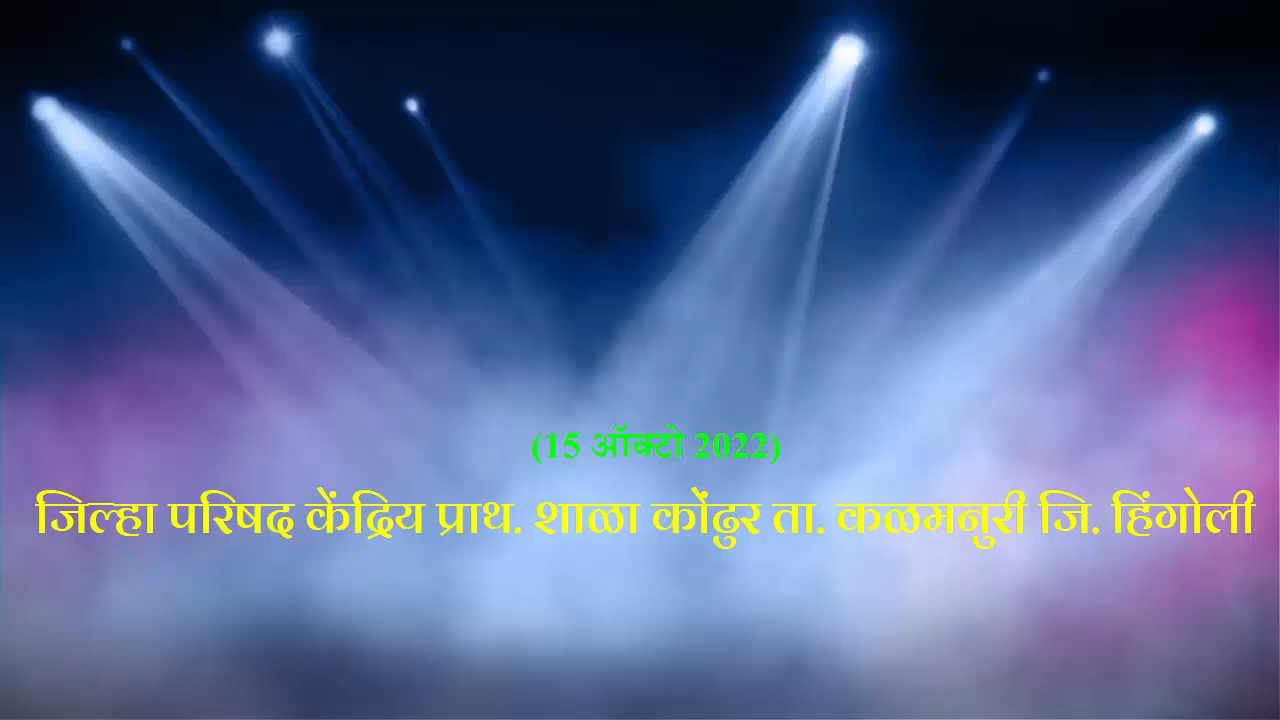 (15 ऑक्टो 2022)
जिल्हा परिषद केंद्रिय प्राथ. शाळा कोंढुर ता. कळमनुरी जि. हिंगोली